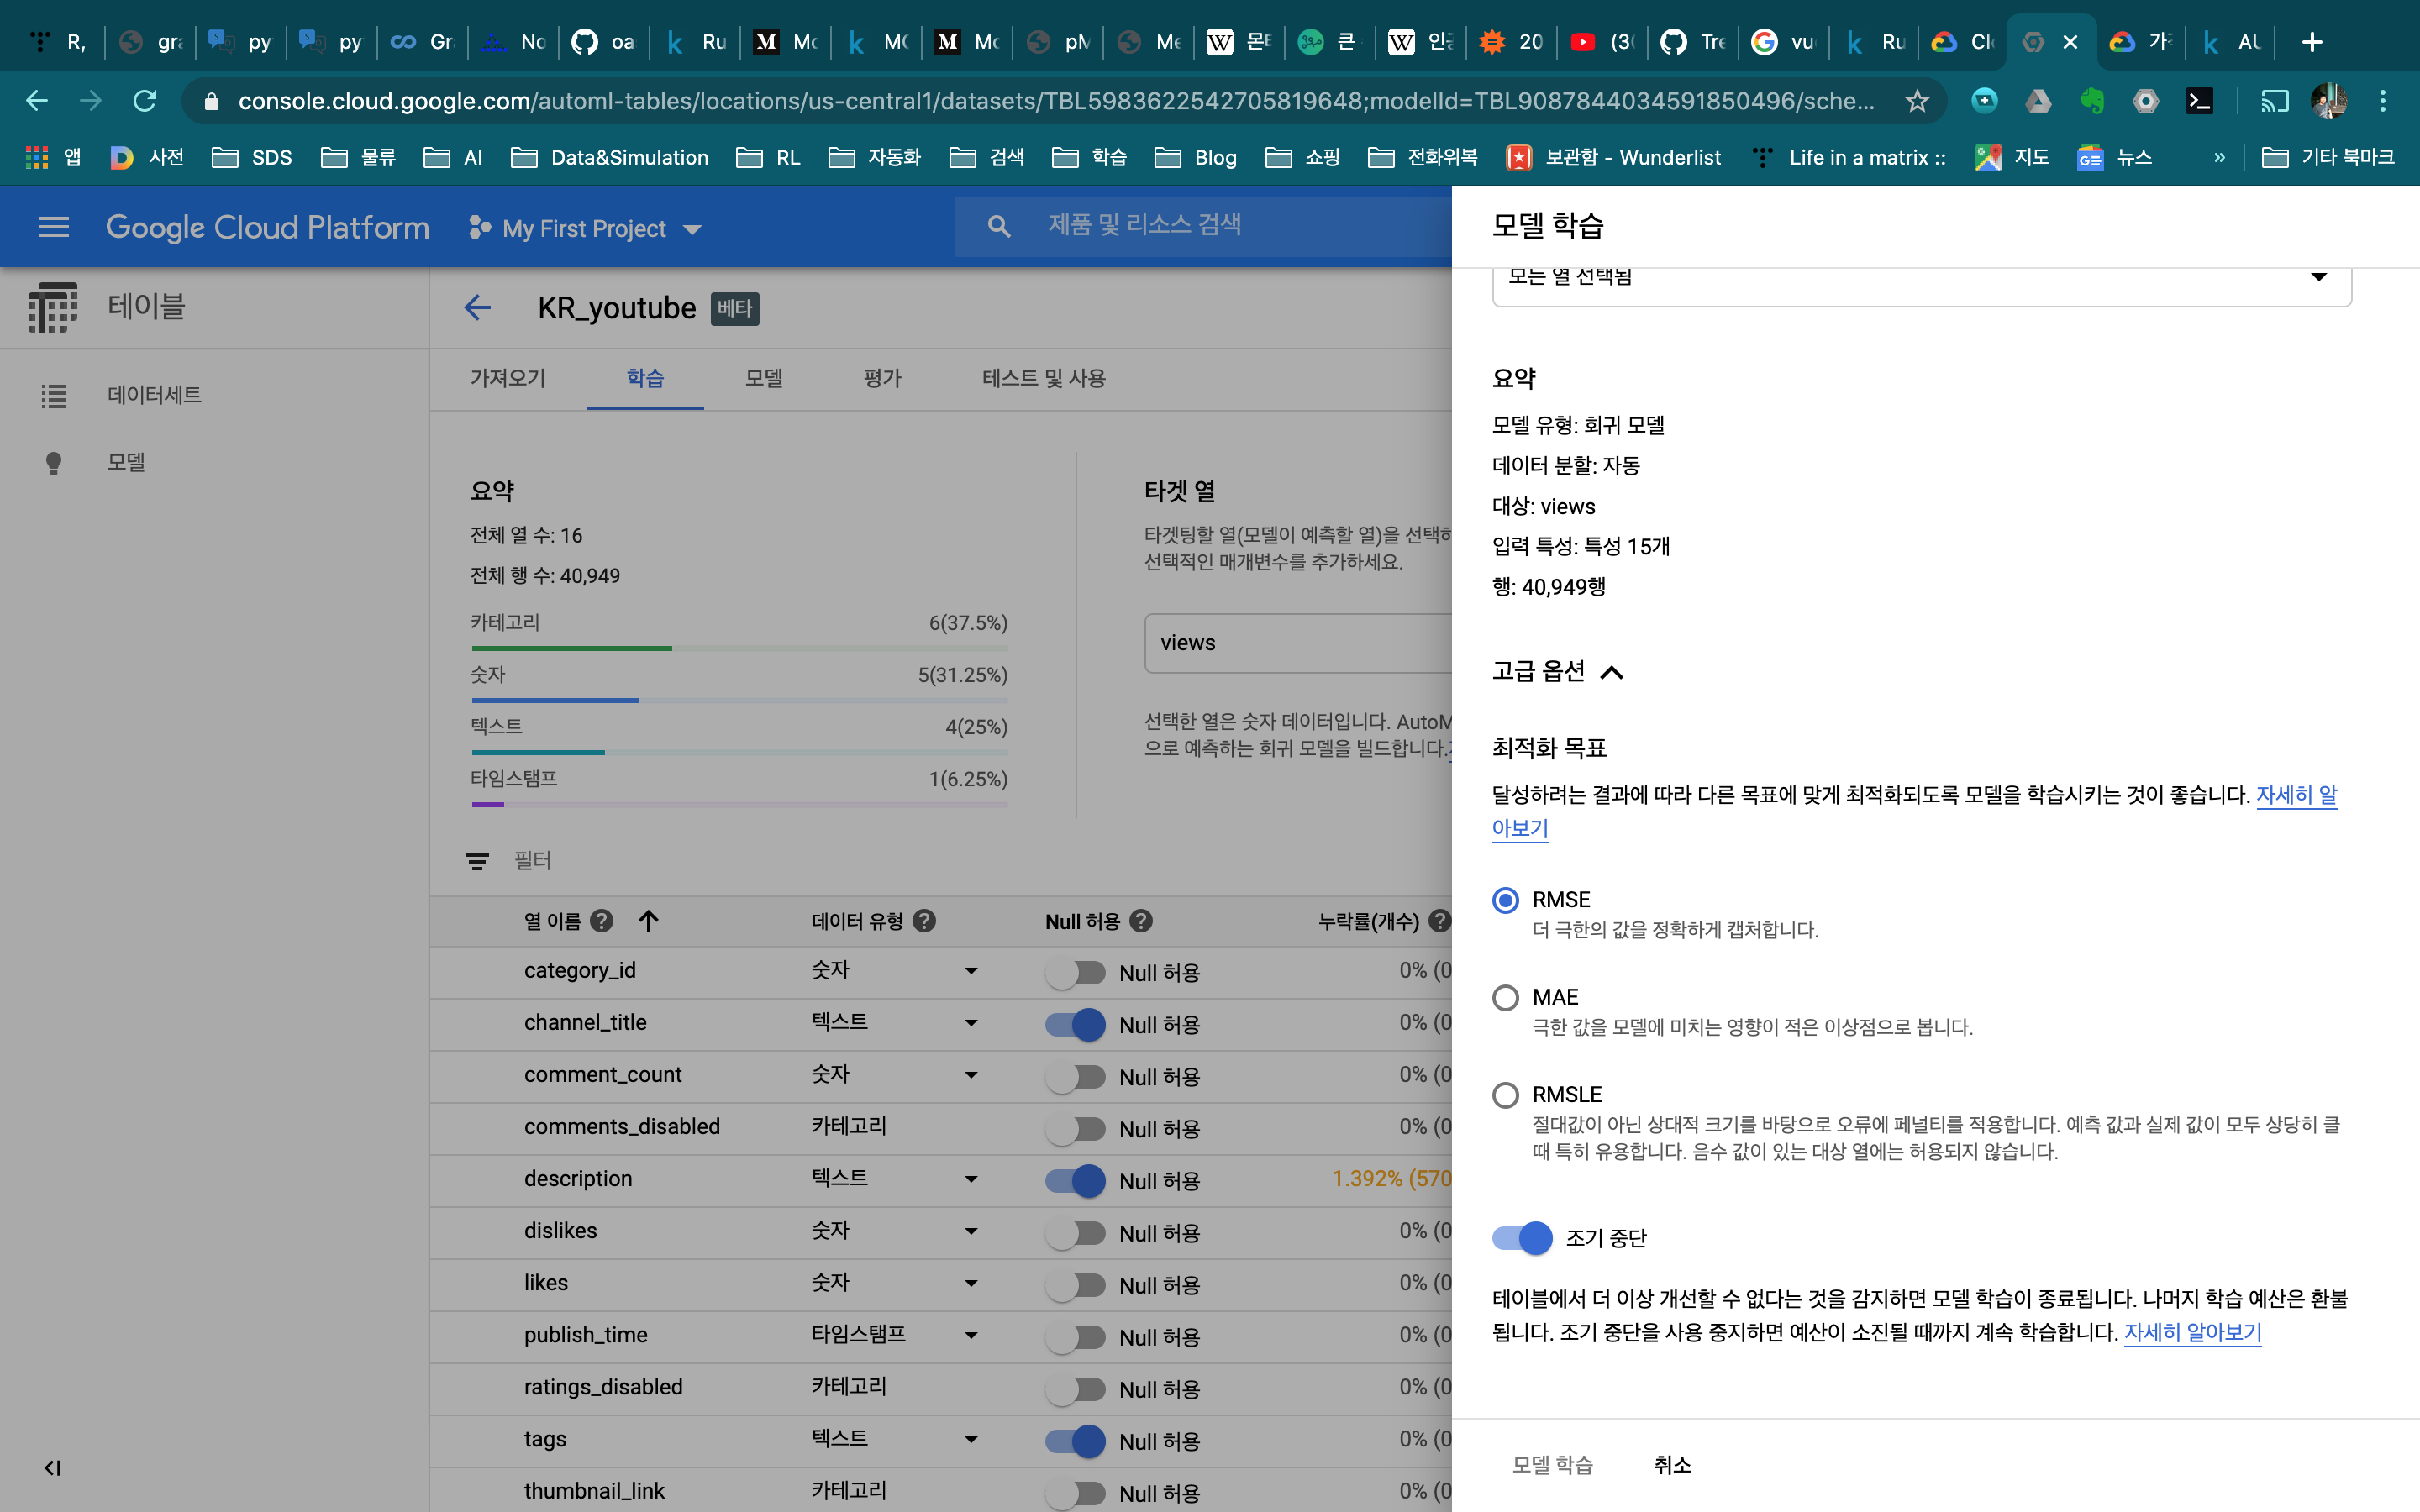 R,
gra
py
py
Gr
No
oa
k Ru
M Mo
k MC
M Mo
pM
Me
W 몬티
큰
W 인공
20
(30
Tre
vu
k Ru
Clo
가격
k AU
console.cloud.google.com/automl-tables/locations/us-central1/datasets/TBL5983622542705819648;modelId=TBL9087844034591850496/sche...
앱
사전
SDS
물류
AI
Data&Simulation
RL
자동화
검색
학습
Blog
쇼핑
전화위복
보관함 - Wunderlist
Life in a matrix ::
지도
뉴스
»
기타 북마크
Google Cloud Platform
My First Project
제품 및 리소스 검색
테이블
데이터세트
모델
KR_youtube 베타
가져오기
학습
모델
평가
테스트 및 사용
요약
전체 열 수: 16
전체 행 수: 40,949
카테고리 6(37.5%)
숫자 5(31.25%)
텍스트 4(25%)
타임스탬프 1(6.25%)
타겟 열
타겟팅할 열(모델이 예측할 열)을 선택하
선택적인 매개변수를 추가하세요.
views
선택한 열은 숫자 데이터입니다. AutoM
으로 예측하는 회귀 모델을 빌드합니다.
필터
열 이름 데이터 유형 Null 허용 누락률(개수)
category_id 숫자 Null 허용 0% (0
channel_title 텍스트 Null 허용 0% (0
comment_count 숫자 Null 허용 0% (0
comments_disabled 카테고리 Null 허용 0% (0
description 텍스트 Null 허용 1.392% (570
dislikes 숫자 Null 허용 0% (0
likes 숫자 Null 허용 0% (0
publish_time 타임스탬프 Null 허용 0% (0
ratings_disabled 카테고리 Null 허용 0% (0
tags 텍스트 Null 허용 0% (0
thumbnail_link 카테고리 Null 허용 0% (0
모델 학습
모든 열 선택됨
요약
모델 유형: 회귀 모델
데이터 분할: 자동
대상: views
입력 특성: 특성 15개
행: 40,949행
고급 옵션
최적화 목표
달성하려는 결과에 따라 다른 목표에 맞게 최적화되도록 모델을 학습시키는 것이 좋습니다. 자세히 알
아보기
RMSE
더 극한의 값을 정확하게 캡처합니다.
MAE
극한 값을 모델에 미치는 영향이 적은 이상점으로 봅니다.
RMSLE
절대값이 아닌 상대적 크기를 바탕으로 오류에 페널티를 적용합니다. 예측 값과 실제 값이 모두 상당히 클
때 특히 유용합니다. 음수 값이 있는 대상 열에는 허용되지 않습니다.
조기 중단
테이블에서 더 이상 개선할 수 없다는 것을 감지하면 모델 학습이 종료됩니다. 나머지 학습 예산은 환불
됩니다. 조기 중단을 사용 중지하면 예산이 소진될 때까지 계속 학습합니다. 자세히 알아보기
모델 학습
취소